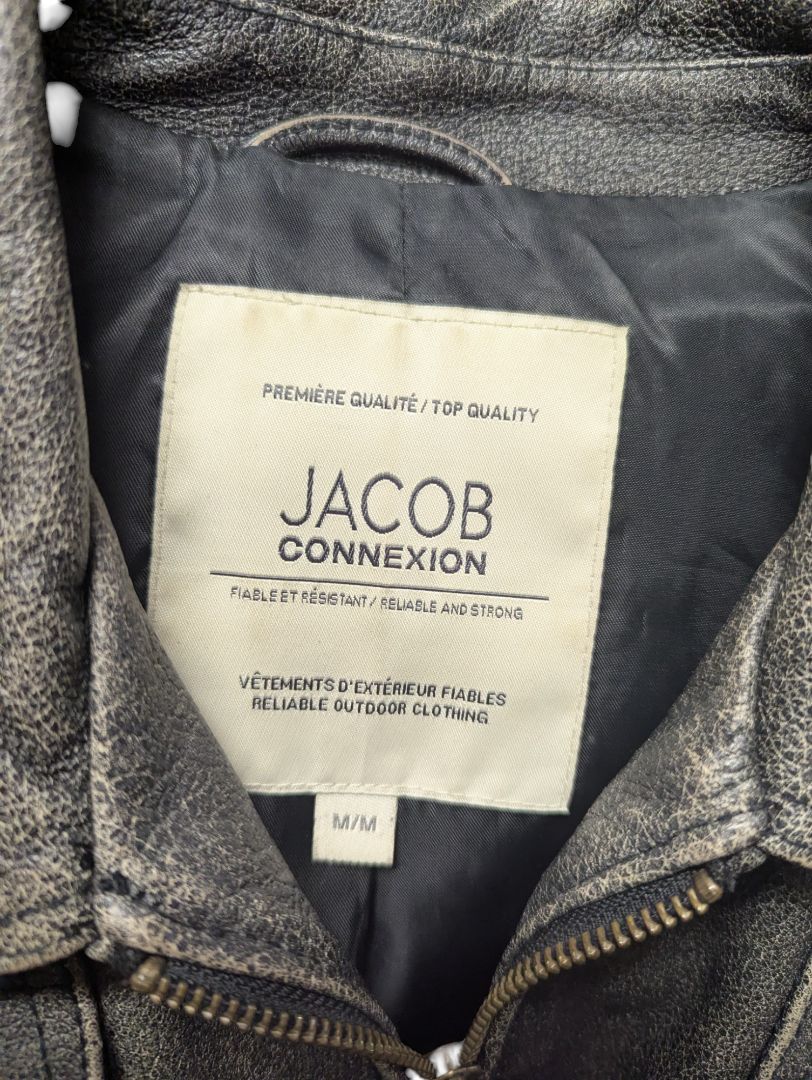 PREMIÈRE QUALITÉ / TOP QUALITY
JACOB
CONNEXION
FIABLE ET RÉSISTANT / RELIABLE AND STRONG
VÊTEMENTS D'EXTÉRIEUR FIABLES
RELIABLE OUTDOOR CLOTHING
M/M